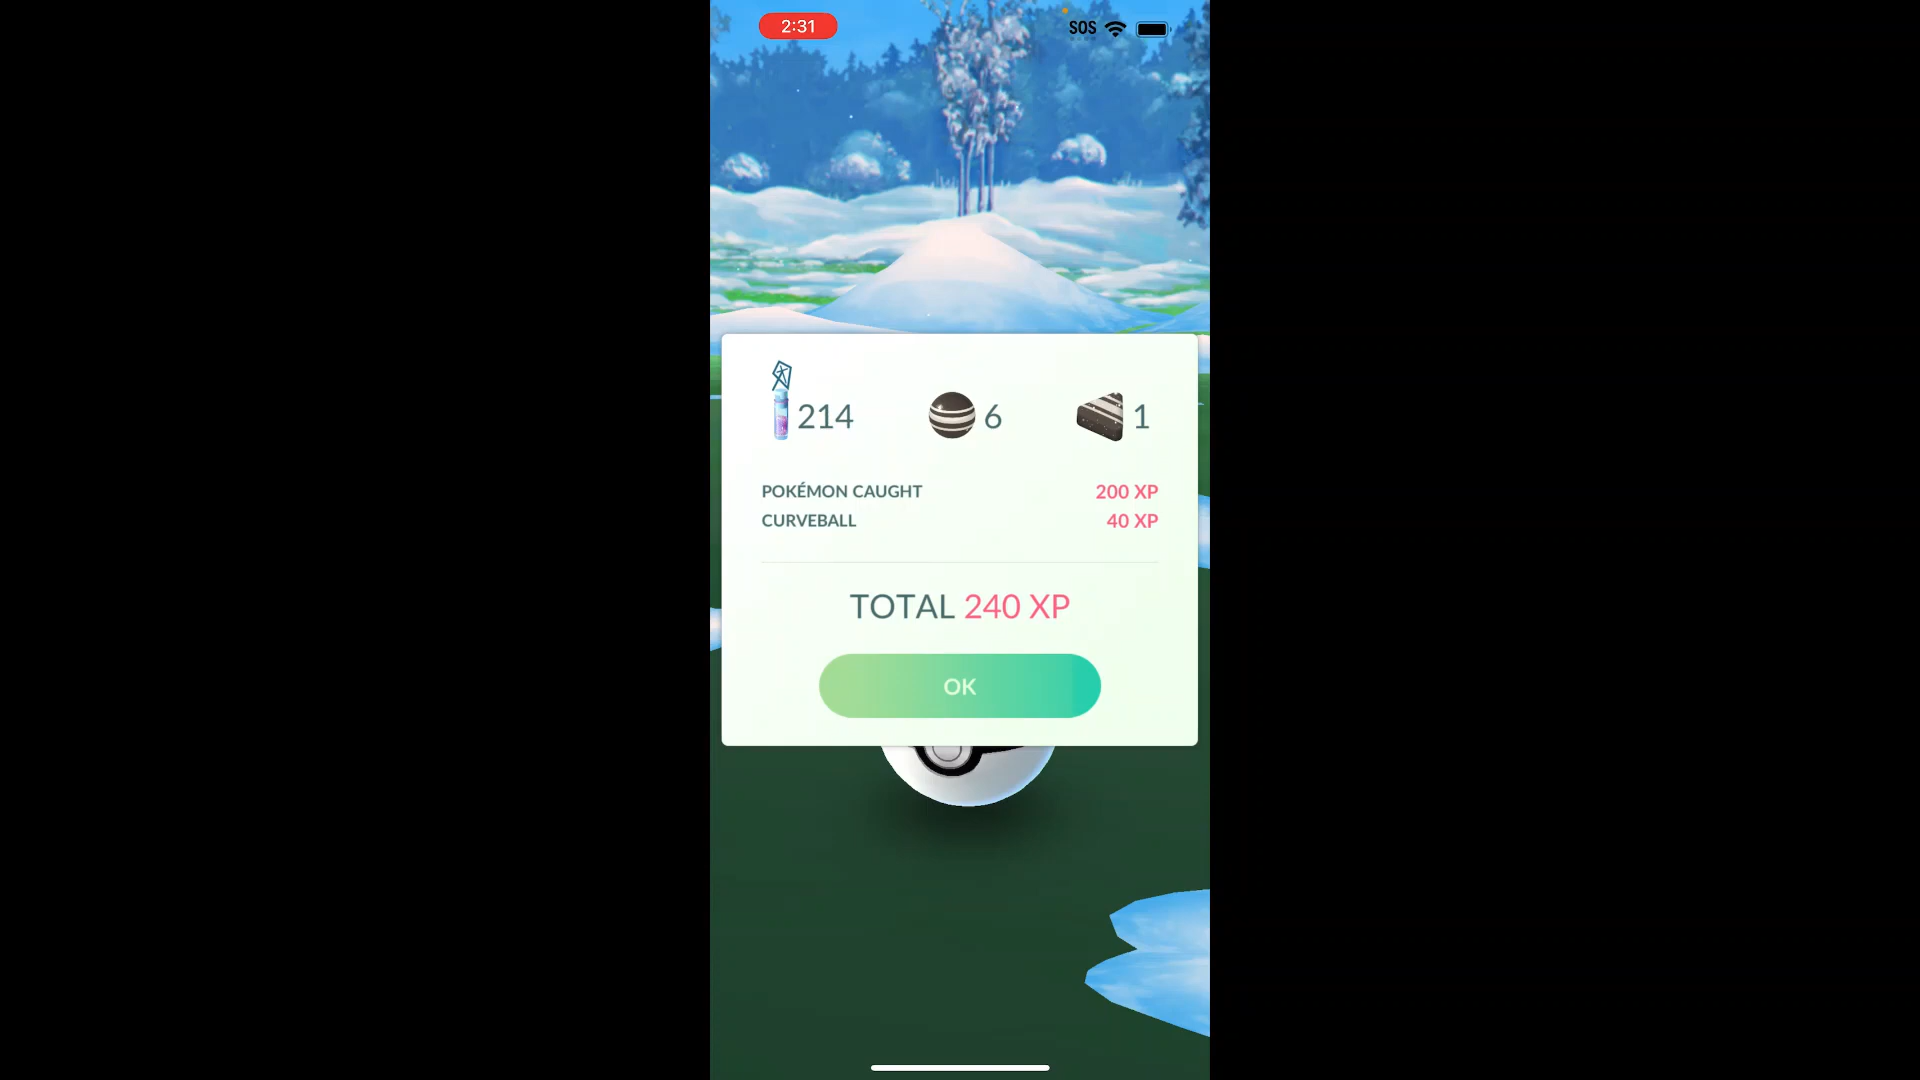 2:31 SOS
214 6 1
POKÉMON CAUGHT 200 XP
CURVEBALL 40 XP
TOTAL 240 XP
OK